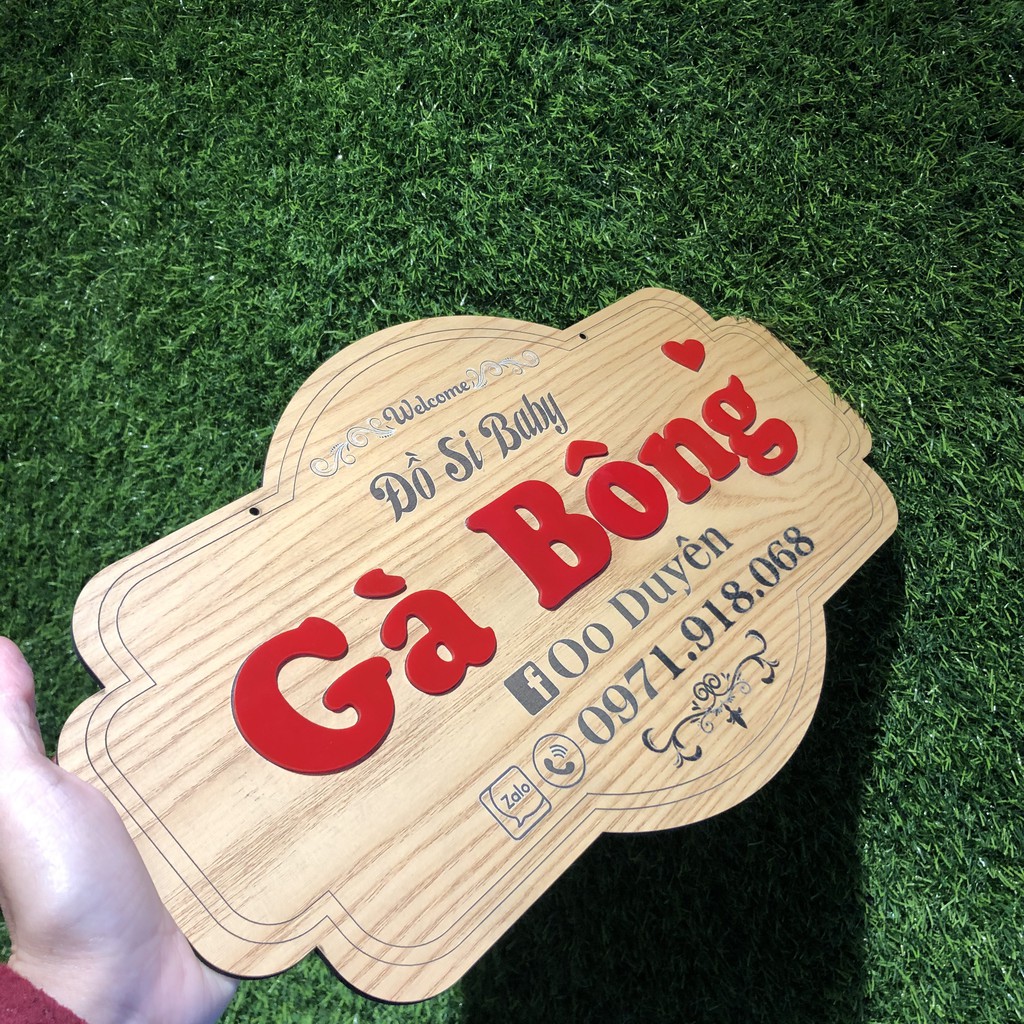 Welcome
Đồ Si Baby
Gà Bông
f Oo Duyên
Zalo 0971.918.068